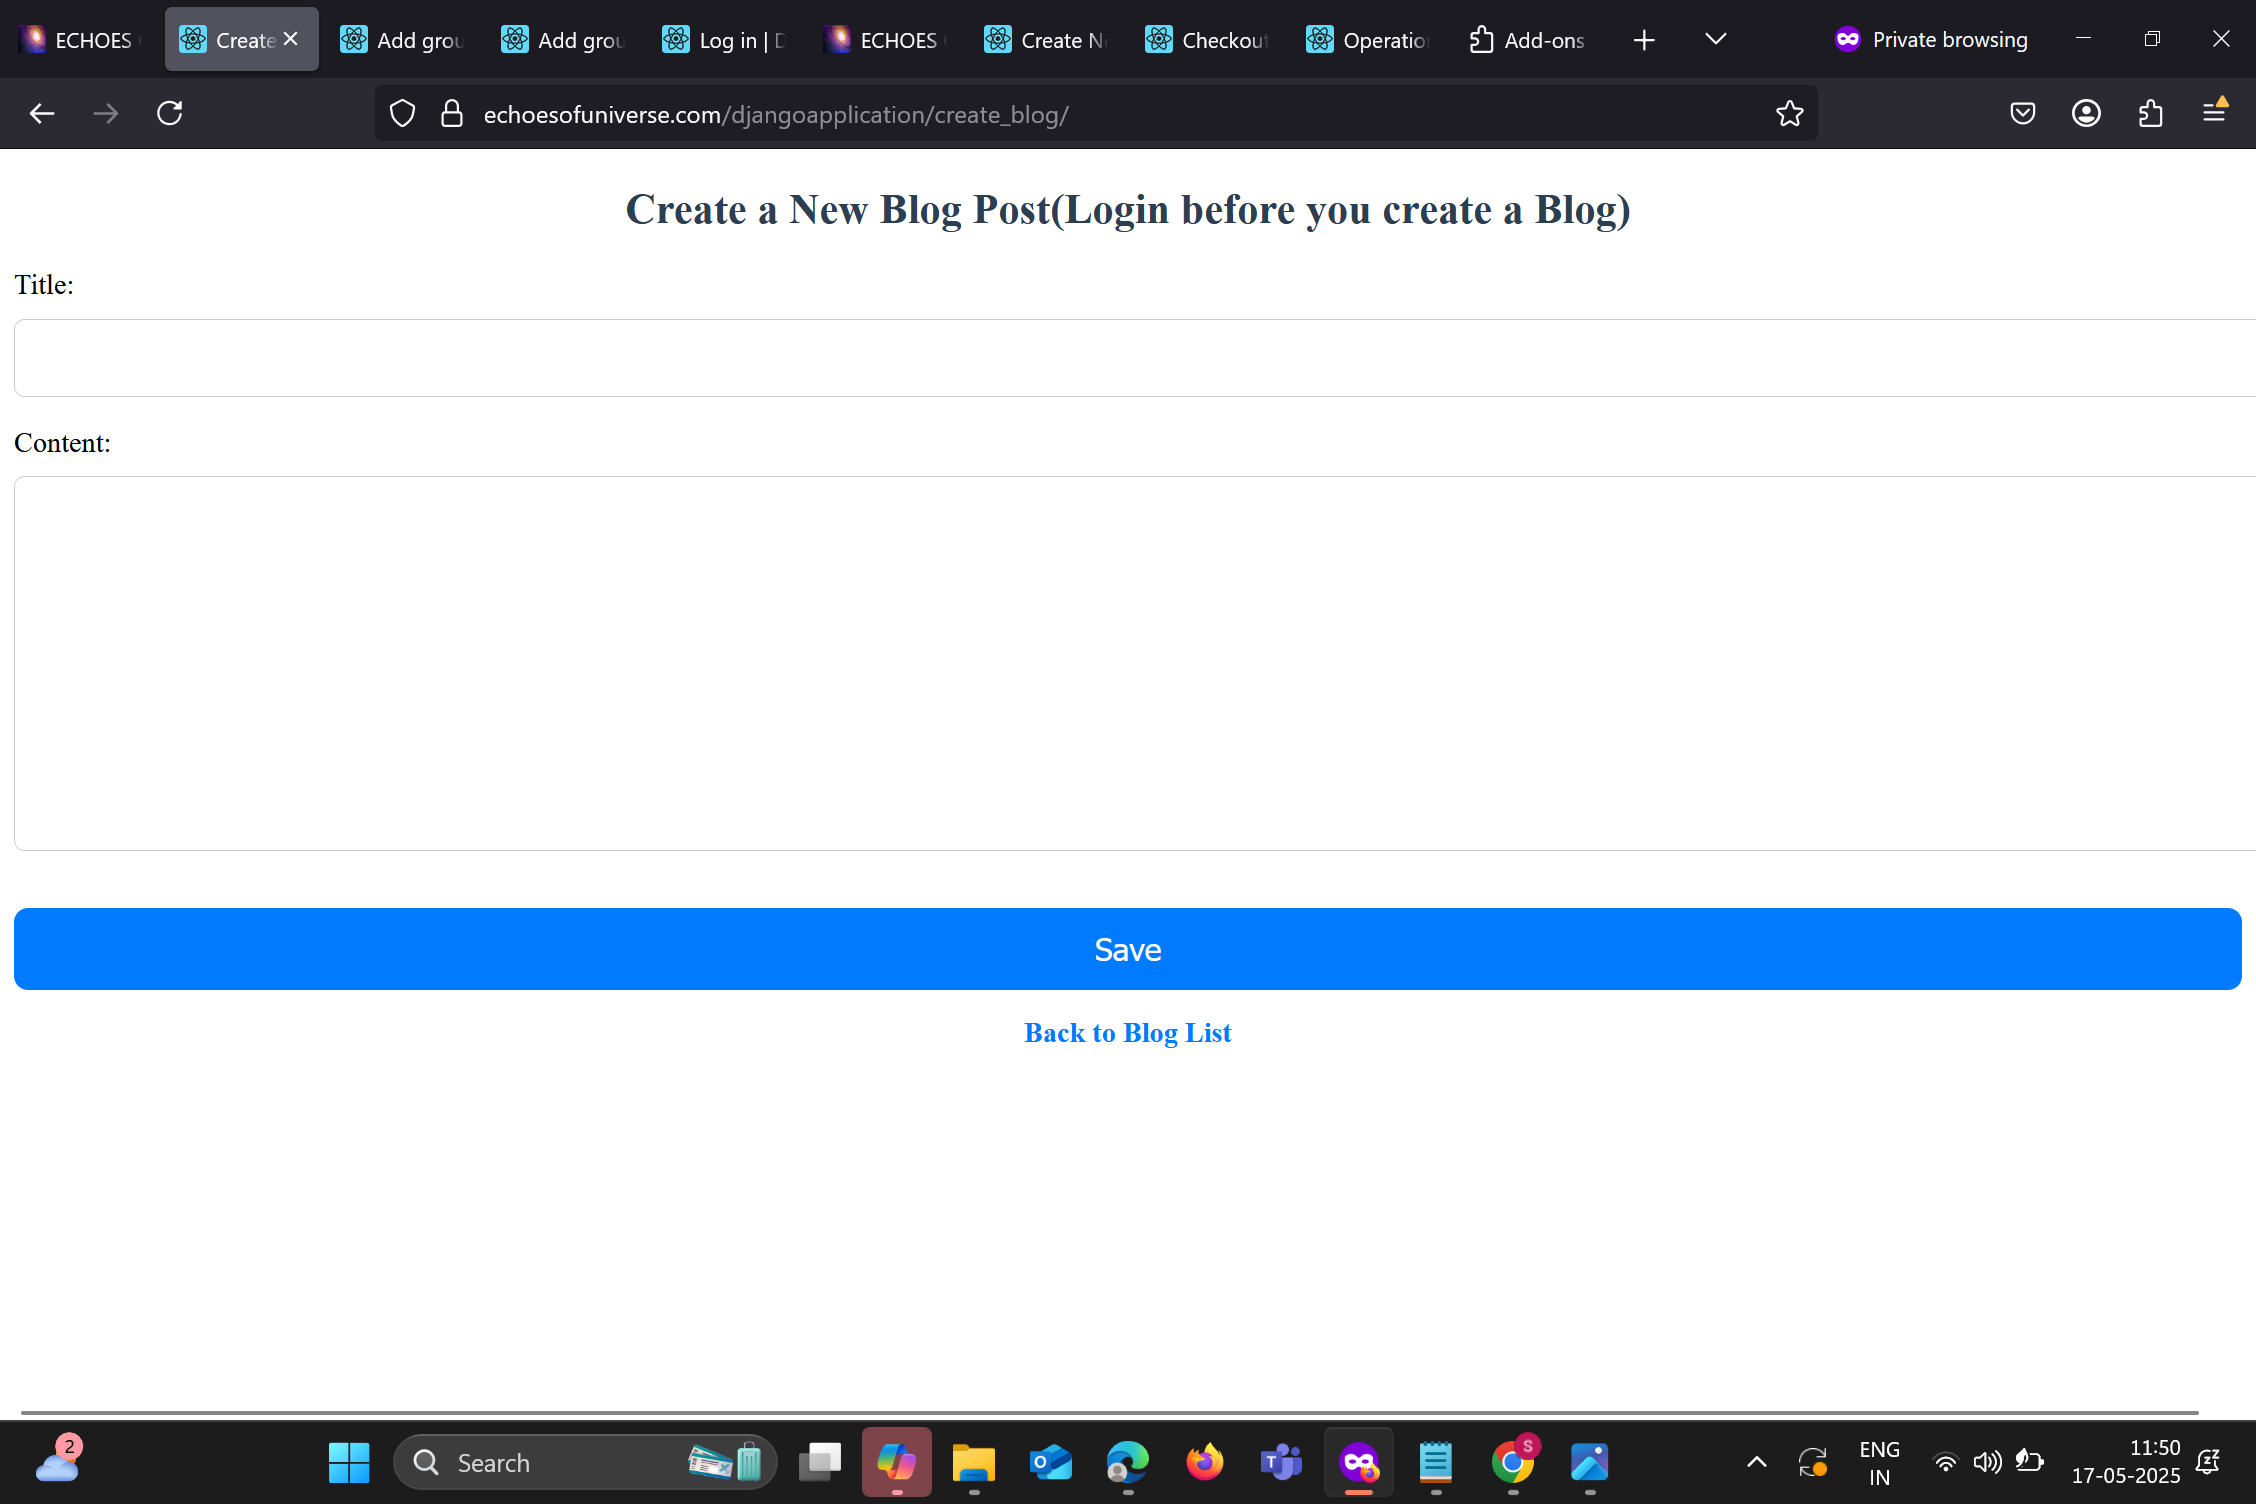 ECHOES
Create
Add grou
Add grou
Log in | D
ECHOES
Create N
Checkout
Operatio
Add-ons
Private browsing
echoesofuniverse.com/djangoapplication/create_blog/
Create a New Blog Post(Login before you create a Blog)
Title:
Content:
Save
Back to Blog List
2
Search
O
T
S
ENG
IN
11:50
17-05-2025